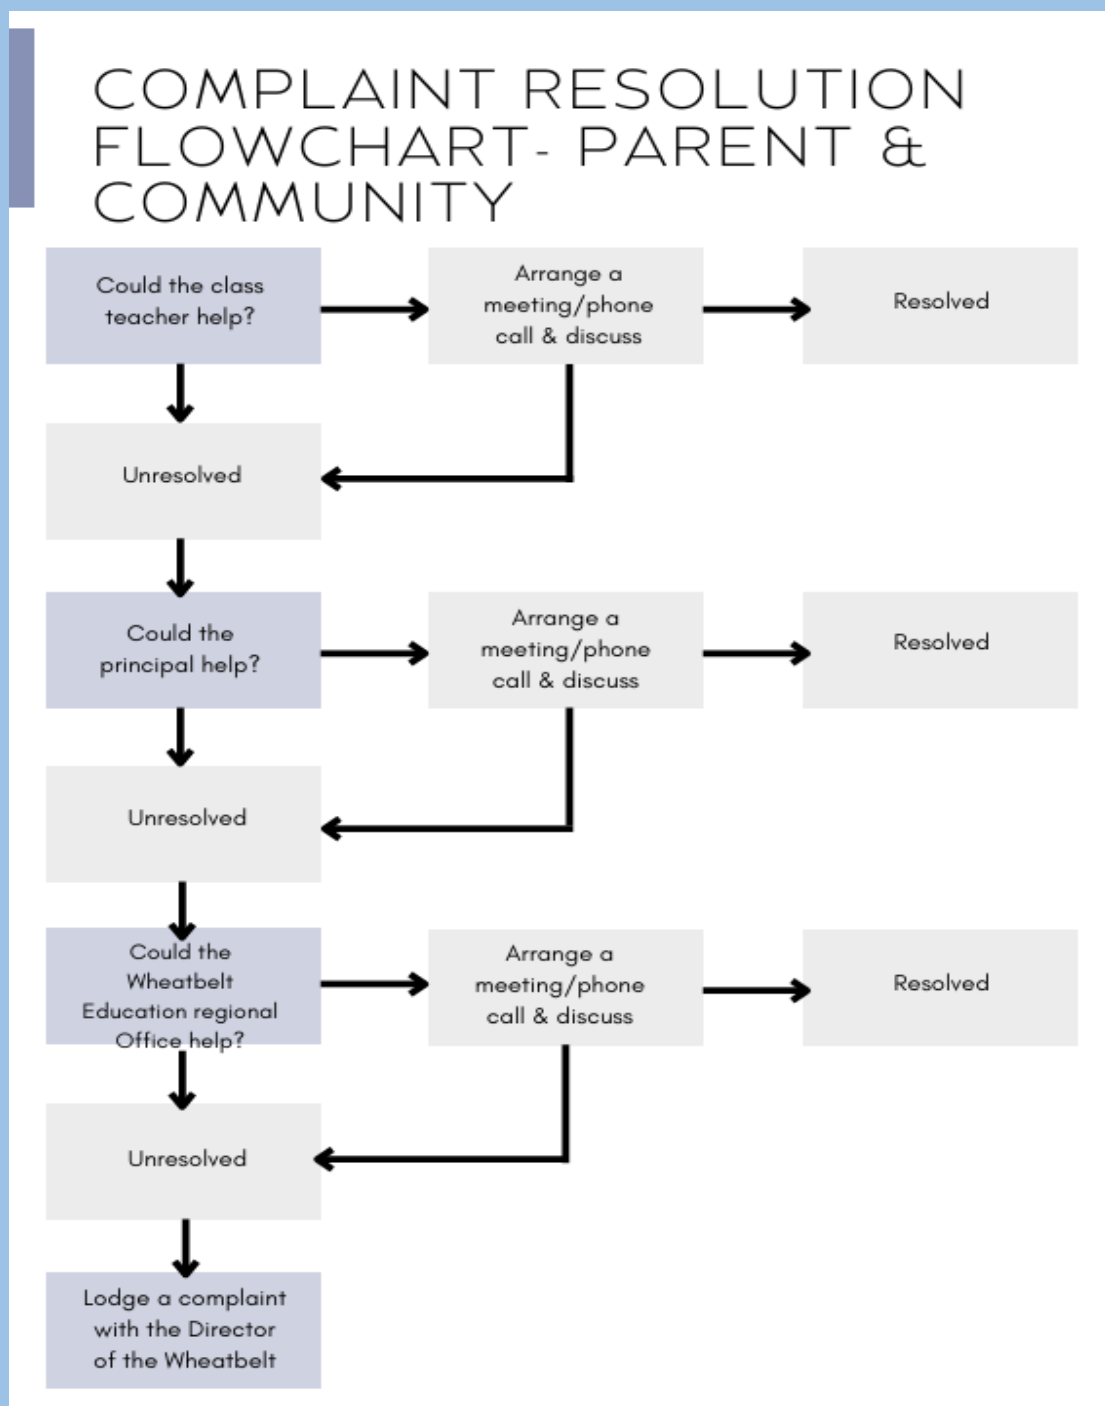 COMPLAINT RESOLUTION
FLOWCHART- PARENT &
COMMUNITY
Could the class
teacher help?
Arrange a
meeting/phone
call & discuss
Resolved
Unresolved
Could the
principal help?
Arrange a
meeting/phone
call & discuss
Resolved
Unresolved
Could the
Wheatbelt
Education regional
Office help?
Arrange a
meeting/phone
call & discuss
Resolved
Unresolved
Lodge a complaint
with the Director
of the Wheatbelt